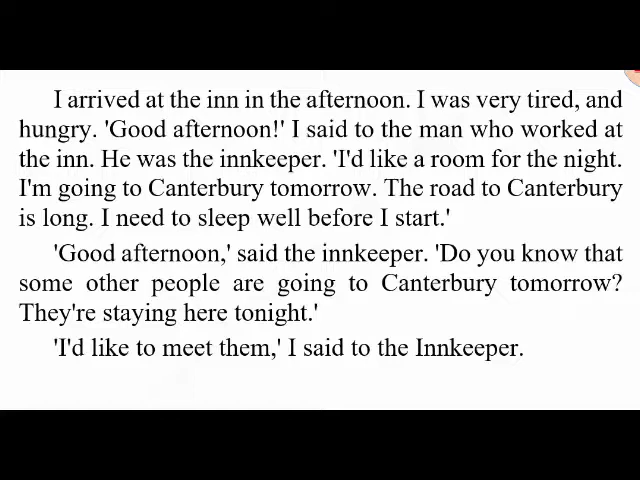 I arrived at the inn in the afternoon. I was very tired, and
hungry. 'Good afternoon!' I said to the man who worked at
the inn. He was the innkeeper. 'I'd like a room for the night.
I'm going to Canterbury tomorrow. The road to Canterbury
is long. I need to sleep well before I start.'
'Good afternoon,' said the innkeeper. 'Do you know that
some other people are going to Canterbury tomorrow?
They're staying here tonight.'
'I'd like to meet them,' I said to the Innkeeper.